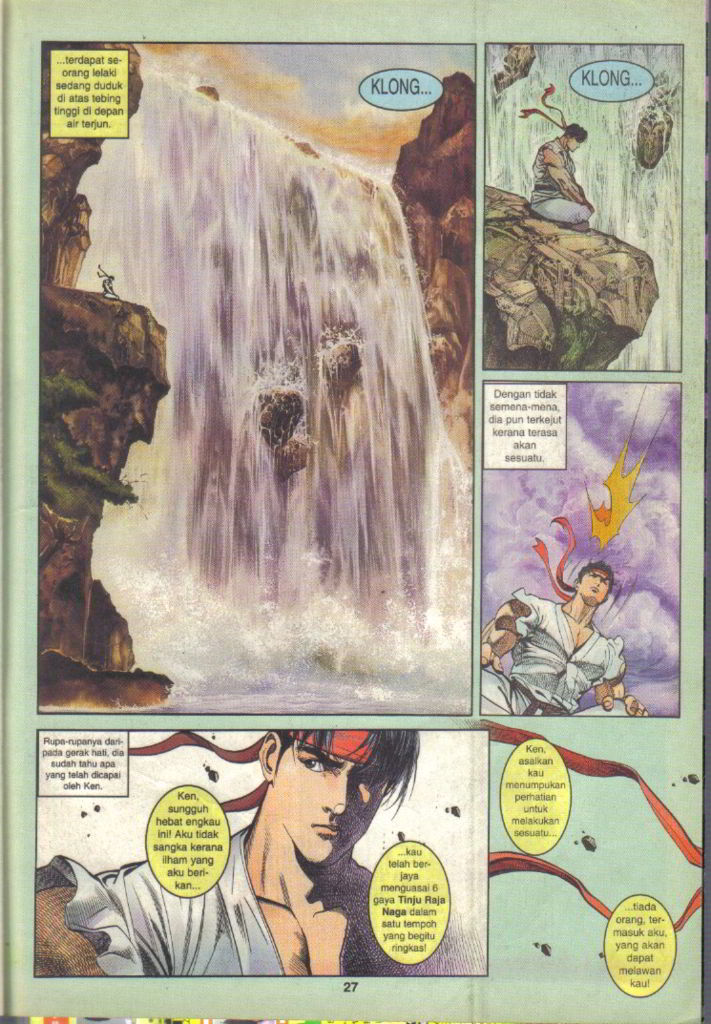 ...terdapat se-
orang lelaki
sedang duduk
di atas tebing
tinggi di depan
air terjun.
KLONG...
KLONG...
Dengan tidak
semena-mena,
dia pun terkejut
kerana terasa
akan
sesuatu.
Rupa-rupanya dari-
pada gerak hati, dia
sudah tahu apa
yang telah dicapai
oleh Ken.
Ken,
sungguh
hebat engkau
ini! Aku tidak
sangka kerana
ilham yang
aku beri-
kan...
...kau
telah ber-
jaya
menguasai 6
gaya Tinju Raja
Naga dalam
satu tempoh
yang begitu
ringkas!
Ken,
asalkan
kau
menumpukan
perhatian
untuk
melakukan
sesuatu...
...tiada
orang, ter-
masuk aku,
yang akan
dapat
melawan
kau!
27